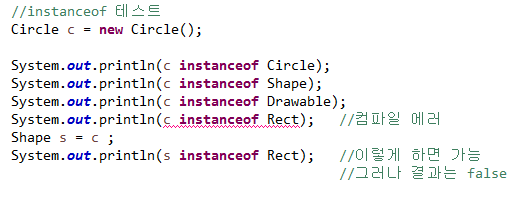 //instanceof 테스트
Circle c = new Circle();
System.out.println(c instanceof Circle);
System.out.println(c instanceof Shape);
System.out.println(c instanceof Drawable);
System.out.println(c instanceof Rect);   //컴파일 에러
Shape s = c ;
System.out.println(s instanceof Rect);   //이렇게 하면 가능
//그러나 결과는 false